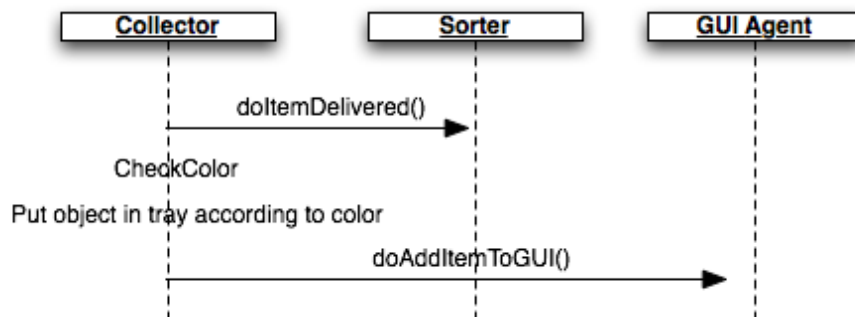 Collector Sorter GUI Agent
doItemDelivered()
CheckColor
Put object in tray according to color
doAddItemToGUI()